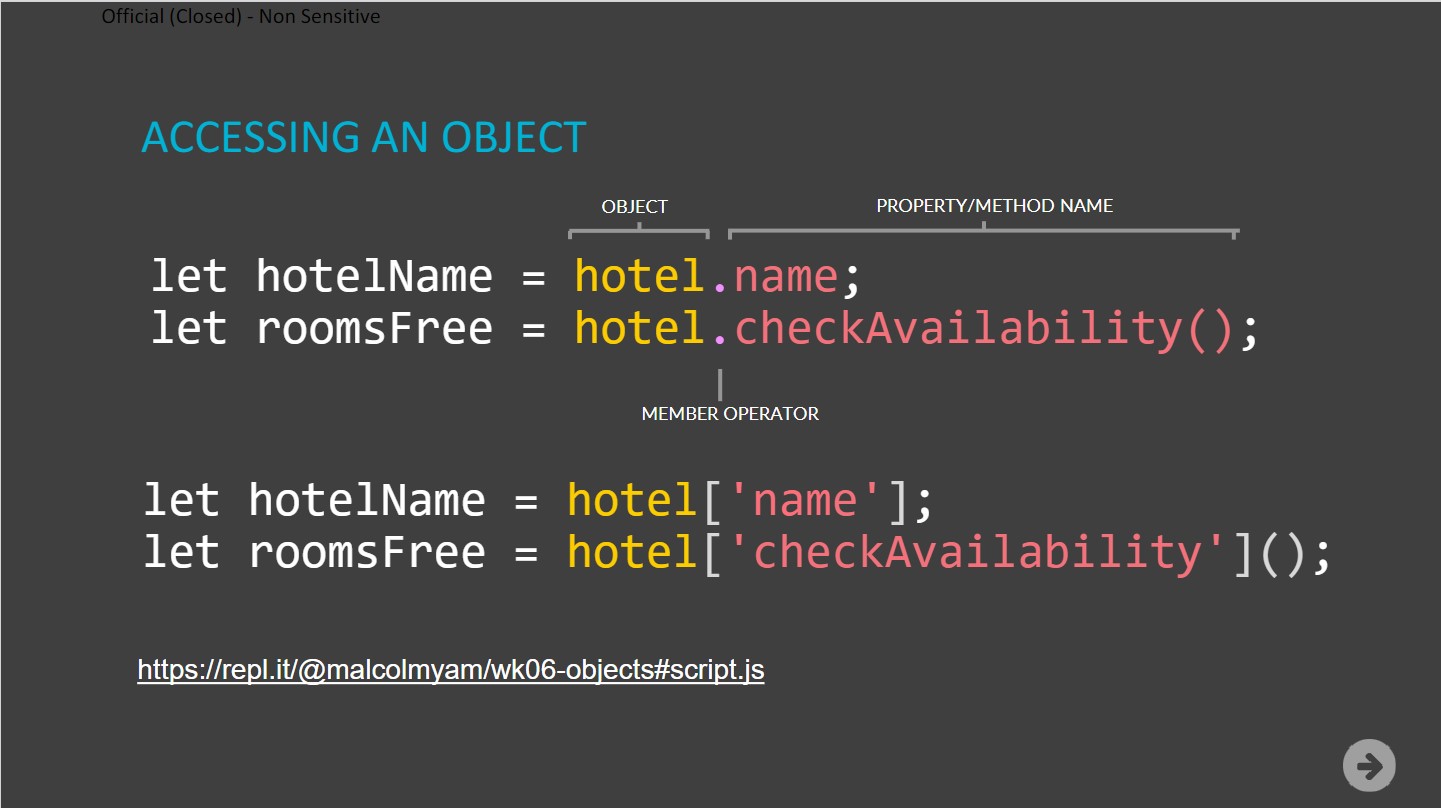 Official (Closed) - Non Sensitive
ACCESSING AN OBJECT
OBJECT
PROPERTY/METHOD NAME
let hotelName = hotel.name;
let roomsFree = hotel.checkAvailability();
MEMBER OPERATOR
let hotelName = hotel['name'];
let roomsFree = hotel['checkAvailability']();
https://repl.it/@malcolmyam/wk06-objects#script.js